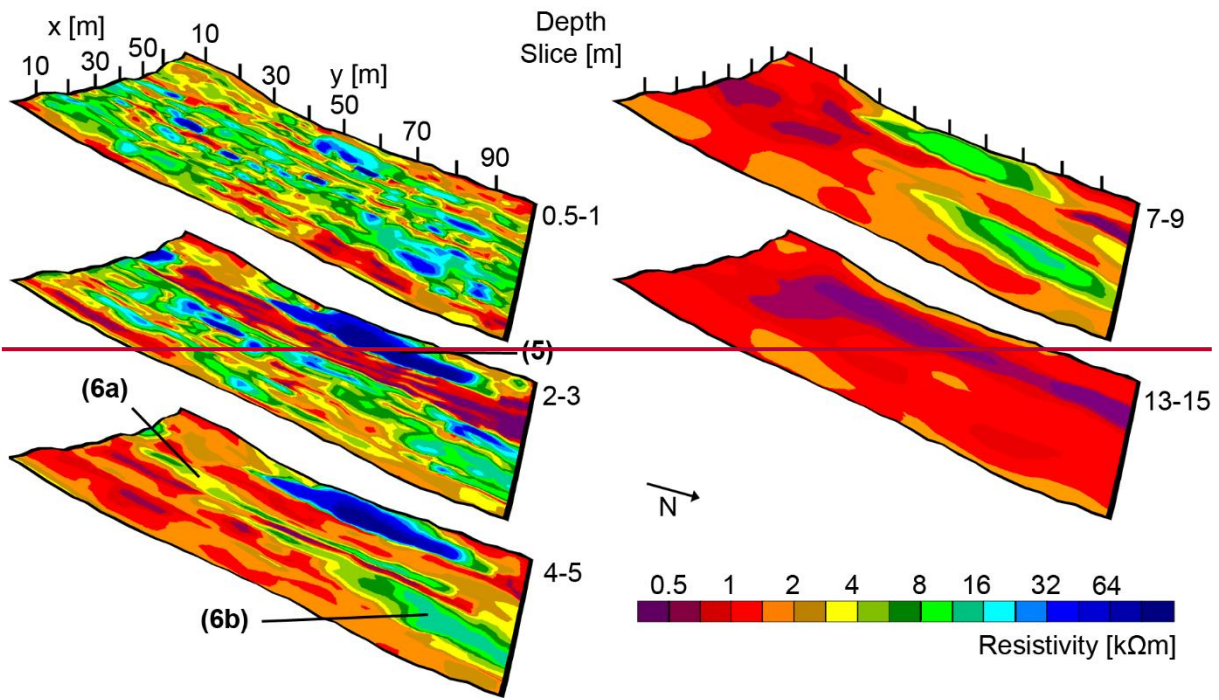 x [m]
10 30 50
10 30 50 70 90
y [m]
Depth
Slice [m]
0.5-1
7-9
(5)
2-3
13-15
(6a)
N
4-5
(6b)
0.5 1 2 4 8 16 32 64
Resistivity [kΩm]